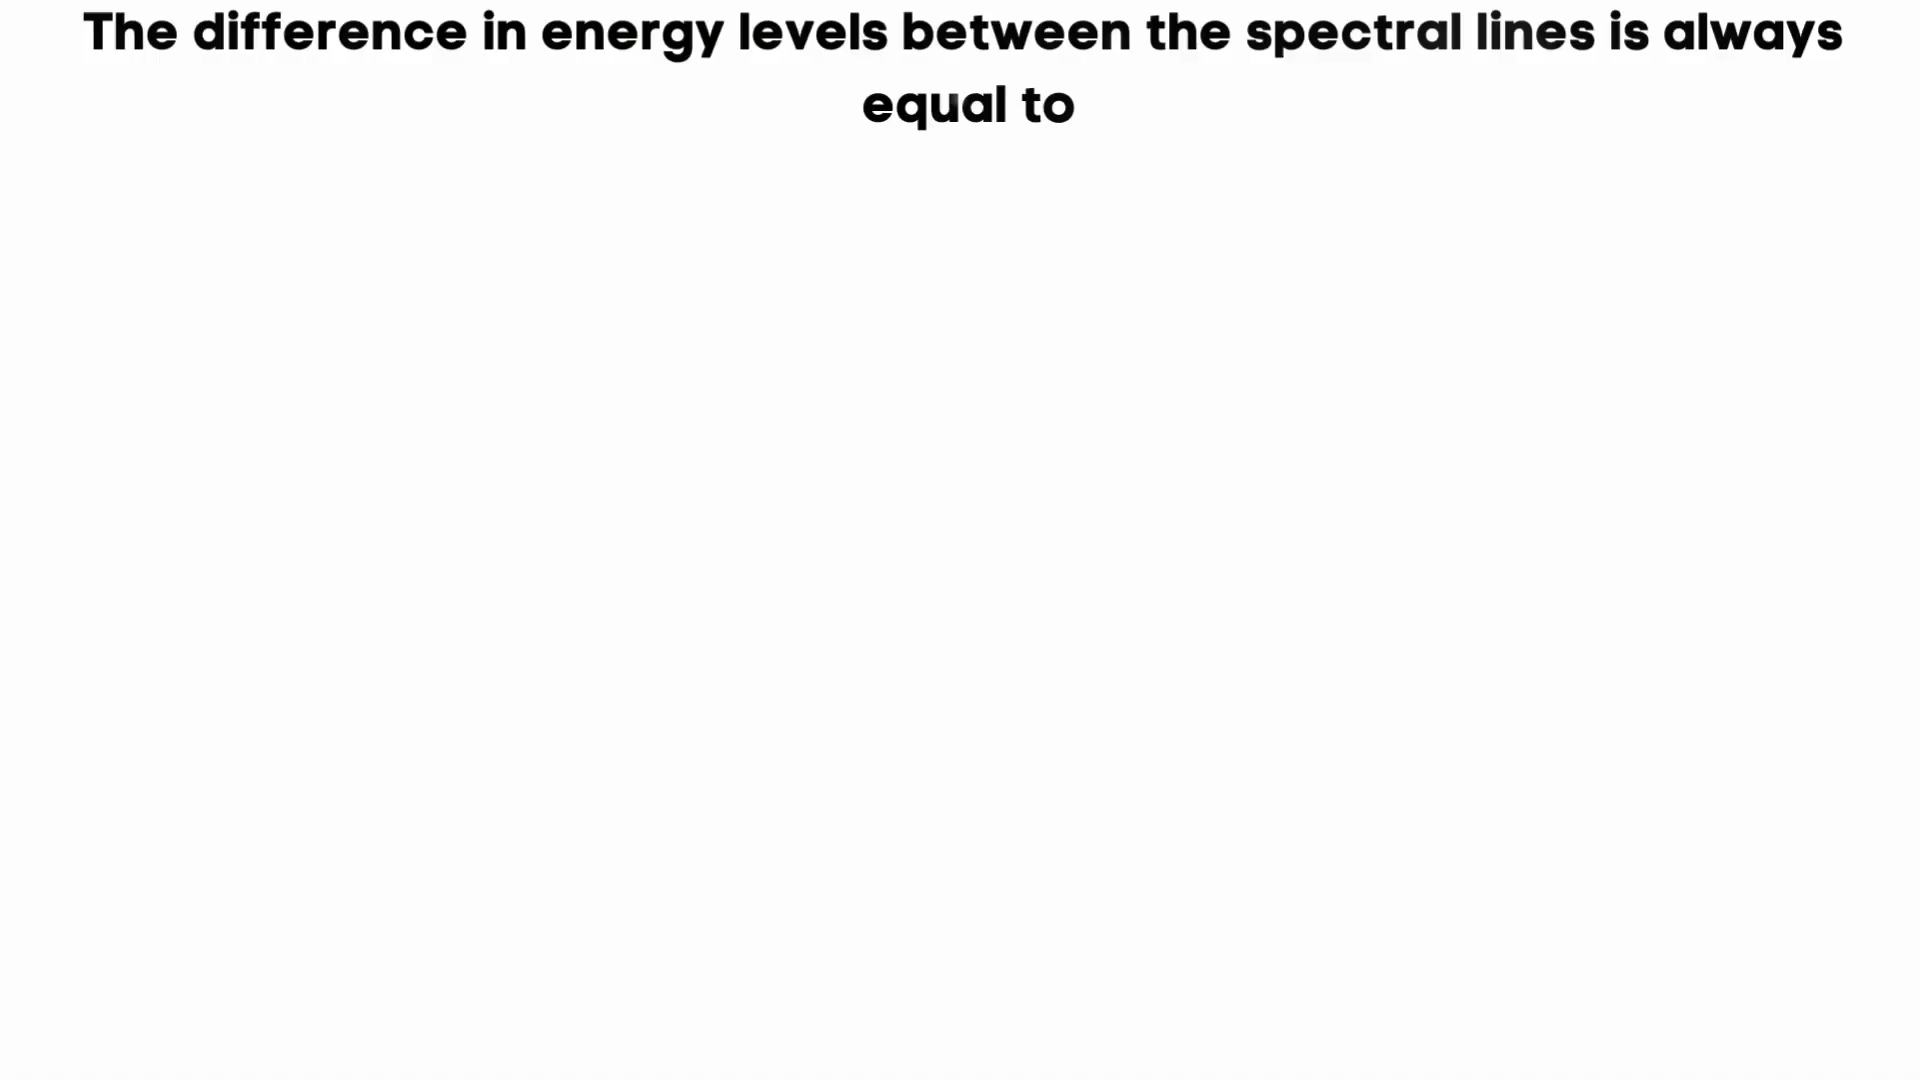 The difference in energy levels between the spectral lines is always
equal to